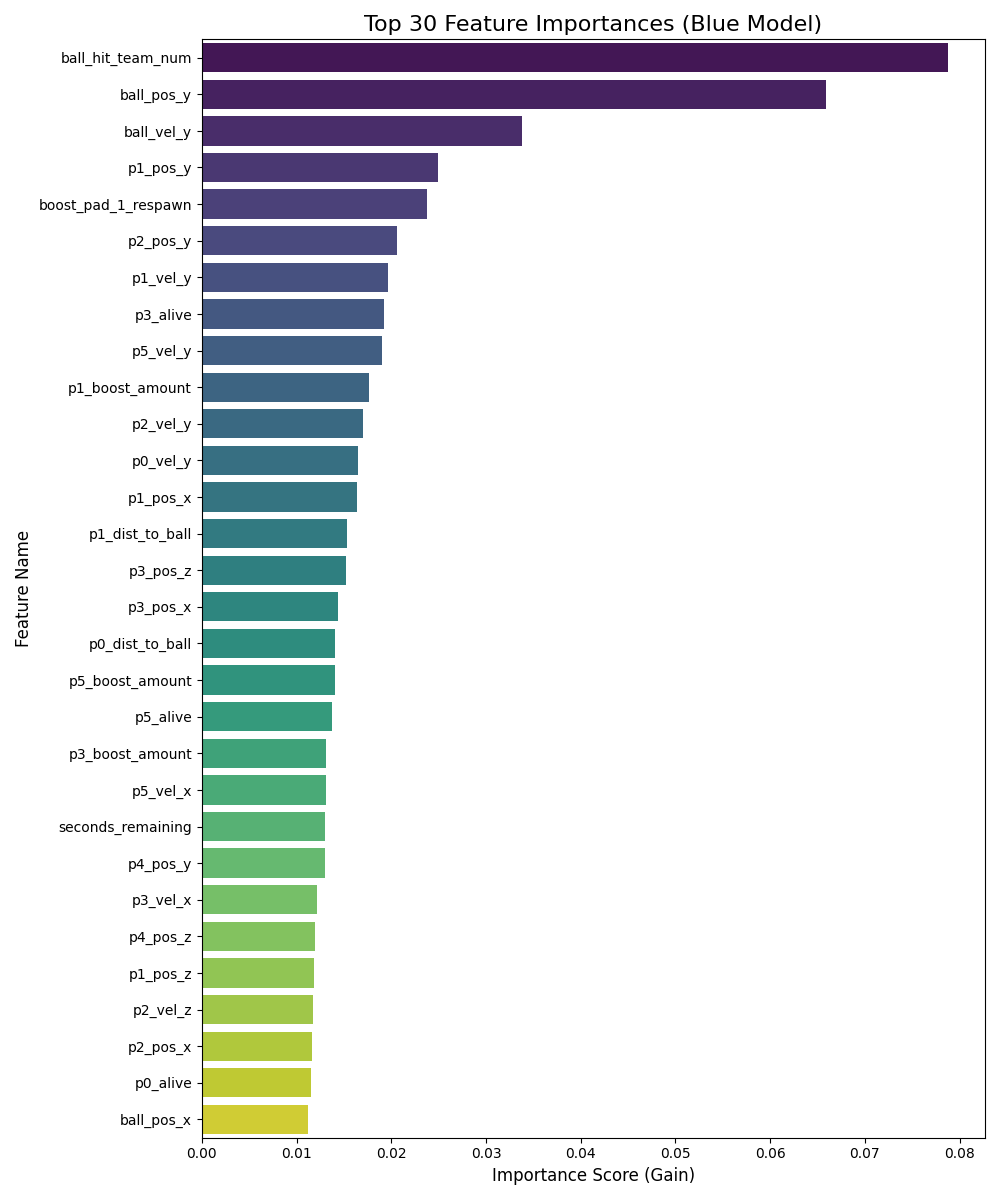 Top 30 Feature Importances (Blue Model)
ball_hit_team_num
ball_pos_y
ball_vel_y
p1_pos_y
boost_pad_1_respawn
p2_pos_y
p1_vel_y
p3_alive
p5_vel_y
p1_boost_amount
p2_vel_y
p0_vel_y
p1_pos_x
p1_dist_to_ball
p3_pos_z
p3_pos_x
p0_dist_to_ball
p5_boost_amount
p5_alive
p3_boost_amount
p5_vel_x
seconds_remaining
p4_pos_y
p3_vel_x
p4_pos_z
p1_pos_z
p2_vel_z
p2_pos_x
p0_alive
ball_pos_x
Feature Name
0.00 0.01 0.02 0.03 0.04 0.05 0.06 0.07 0.08
Importance Score (Gain)